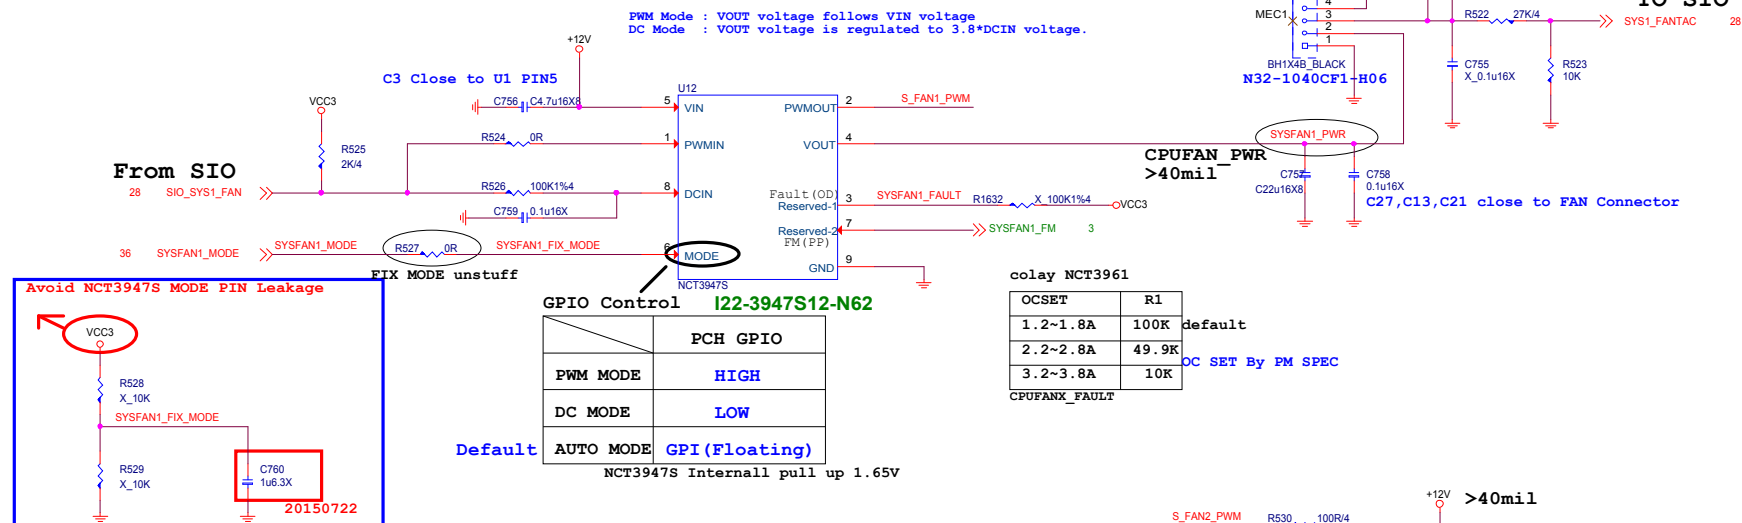 PWM Mode : VOUT voltage follows VIN voltage
DC Mode : VOUT voltage is regulated to 3.8*DCIN voltage.
+12V
C3 Close to U1 PIN5
VCC3
C756
C4.7u16X8
5
VIN
U12
PWMOUT
2
S_FAN1_PWM
R525
2K/4
R524
0R
1
PWMIN
VOUT
4
From SIO
28
SIO_SYS1_FAN
R526
100K1%4
8
DCIN
C759
0.1u16X
Fault(OD)
Reserved-1
3
SYSFAN1_FAULT
R1632
X_100K1%4
VCC3
Reserved-2
FM(PP)
7
SYSFAN1_FM
3
36
SYSFAN1_MODE
SYSFAN1_MODE
R527
0R
SYSFAN1_FIX_MODE
6
MODE
GND
9
FIX MODE unstuff
NCT3947S
GPIO Control
I22-3947S12-N62
MEC1
4
3
2
1
BH1X4B_BLACK
N32-1040CF1-H06
R522
27K/4
SYS1_FANTAC
28
C755
X_0.1u16X
R523
10K
SYSFAN1_PWR
CPUFAN_PWR
>40mil
C757
C22u16X8
C758
0.1u16X
C27,C13,C21 close to FAN Connector
Avoid NCT3947S MODE PIN Leakage
VCC3
R528
X_10K
SYSFAN1_FIX_MODE
R529
X_10K
C760
1u6.3X
20150722
PCH GPIO
PWM MODE
HIGH
DC MODE
LOW
Default
AUTO MODE
GPI(Floating)
NCT3947S Internall pull up 1.65V
colay NCT3961
OCSET
R1
1.2~1.8A
100K
default
2.2~2.8A
49.9K
OC SET By PM SPEC
3.2~3.8A
10K
CPUFANX_FAULT
+12V
>40mil
S_FAN2_PWM
R530
100R/4